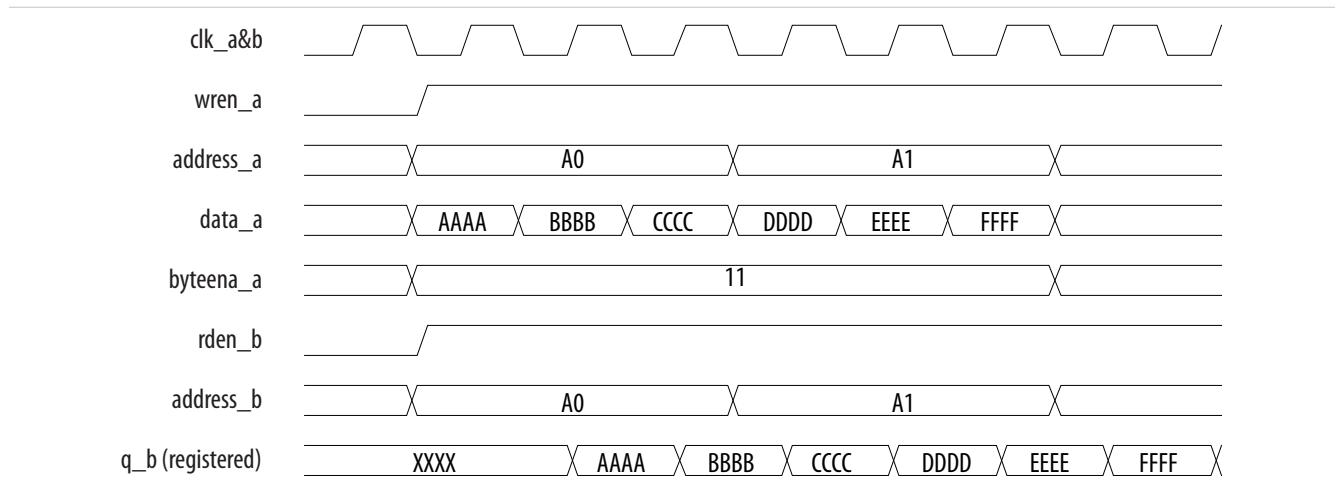 clk_a&b
wren_a
address_a A0 A1
data_a AAAA BBBB CCCC DDDD EEEE FFFF
byteena_a 11
rden_b
address_b A0 A1
q_b (registered) XXXX AAAA BBBB CCCC DDDD EEEE FFFF